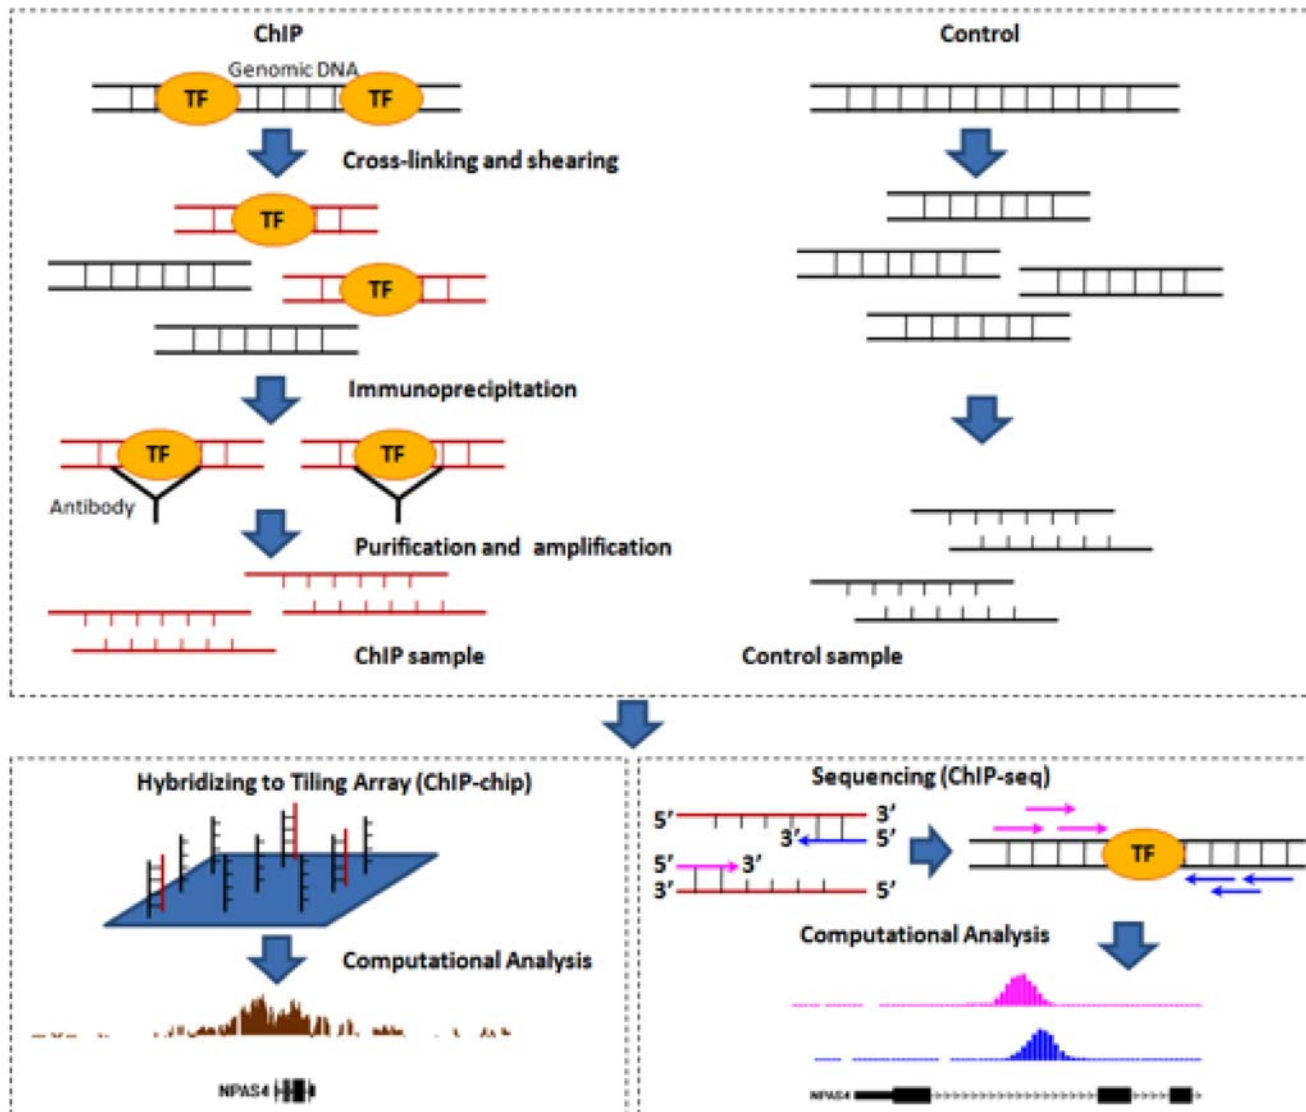 ChIP
Control
Genomic DNA
TF
TF
Cross-linking and shearing
TF
TF
Immunoprecipitation
TF
TF
Antibody
Purification and amplification
ChIP sample
Control sample
Hybridizing to Tiling Array (ChIP-chip)
Sequencing (ChIP-seq)
5’
3’
3’
5’
5’
3’
3’
5’
TF
Computational Analysis
Computational Analysis
NPAS4
NPAS4